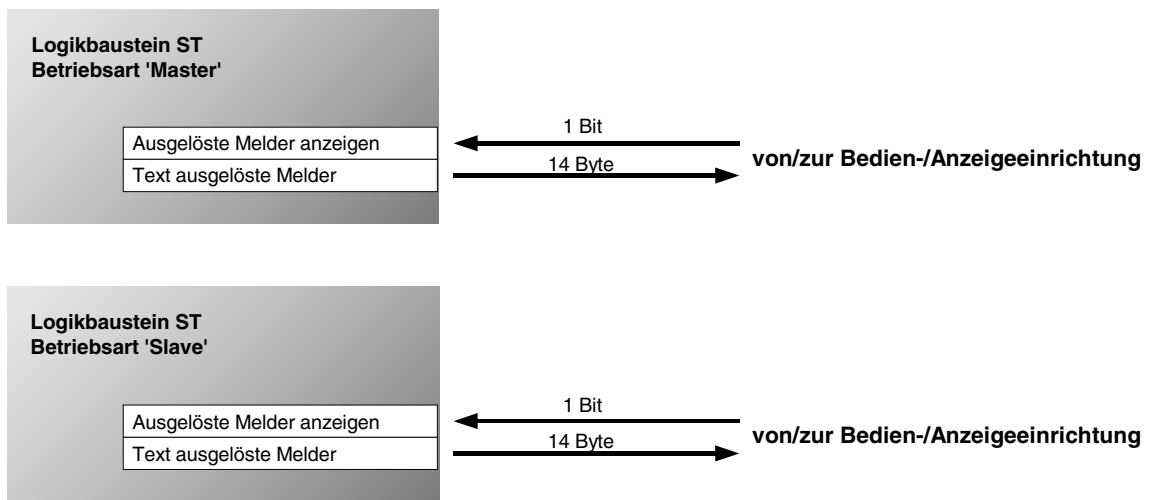 Logikbaustein ST
Betriebsart 'Master'
Ausgelöste Melder anzeigen
Text ausgelöste Melder
1 Bit
14 Byte
von/zur Bedien-/Anzeigeeinrichtung
Logikbaustein ST
Betriebsart 'Slave'
Ausgelöste Melder anzeigen
Text ausgelöste Melder
1 Bit
14 Byte
von/zur Bedien-/Anzeigeeinrichtung